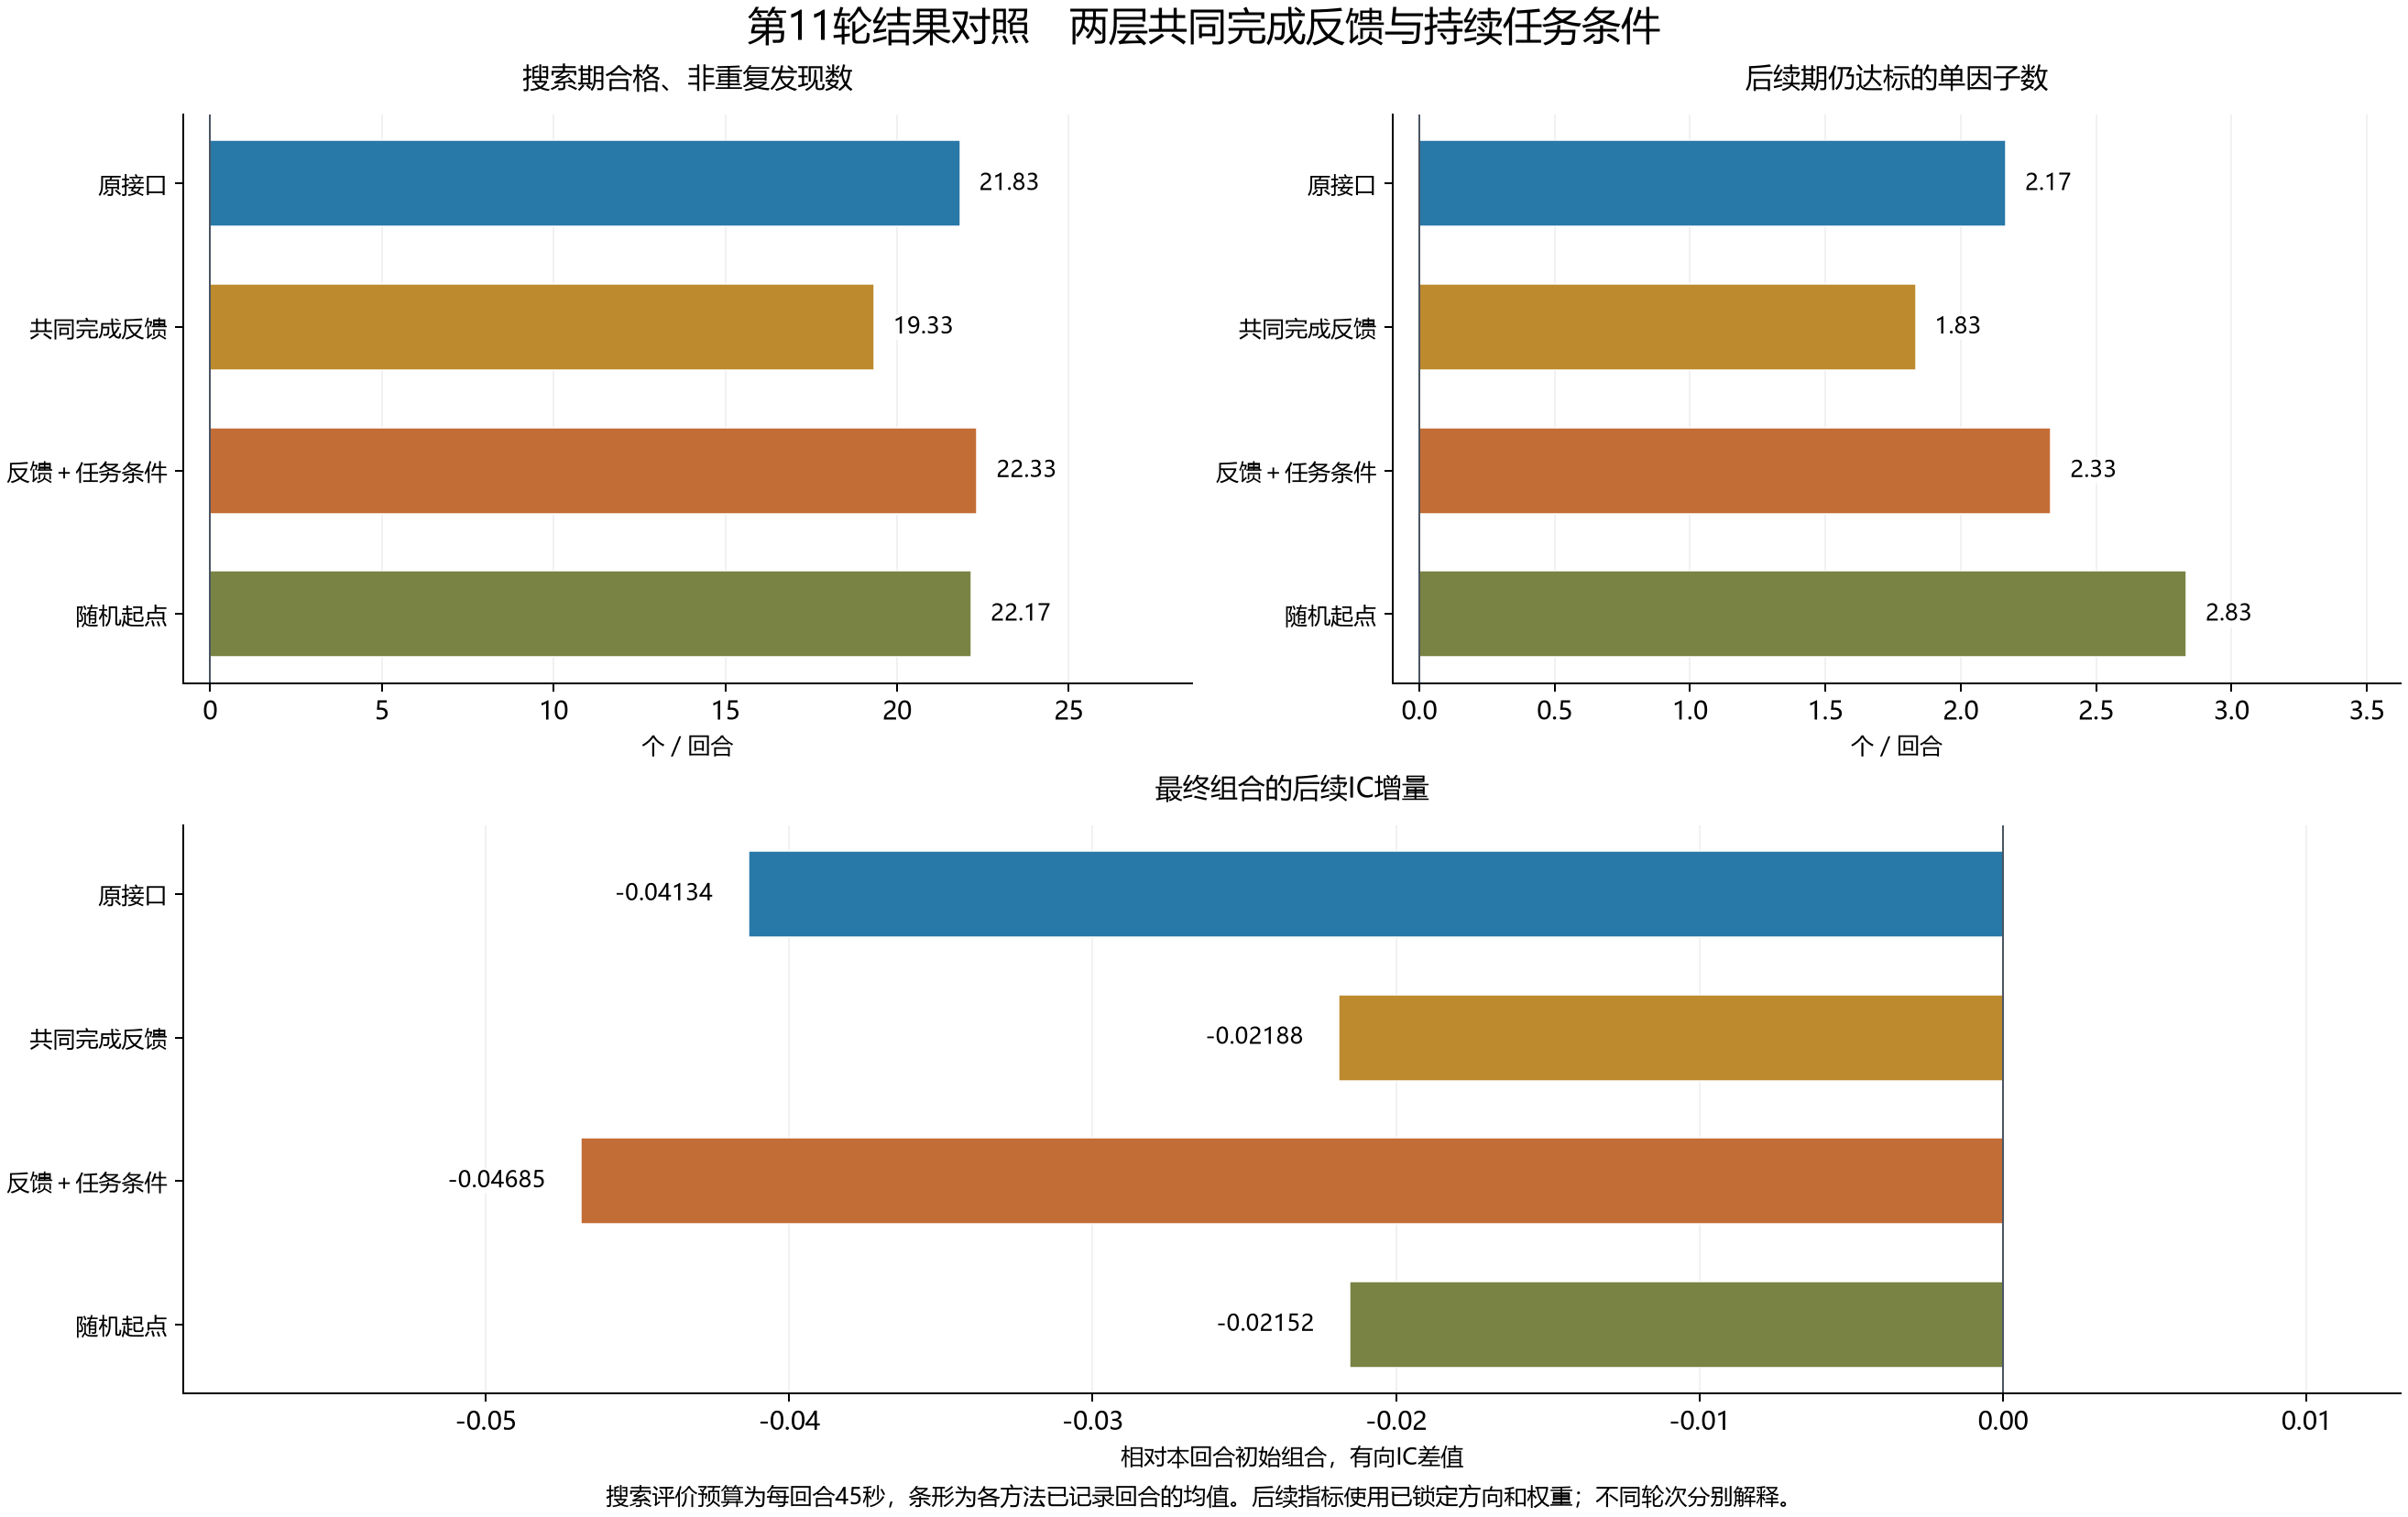 第11轮结果对照　两层共同完成反馈与持续任务条件
搜索期合格、非重复发现数
原接口
21.83
共同完成反馈
19.33
反馈＋任务条件
22.33
随机起点
22.17
0 5 10 15 20 25
个 / 回合
后续期仍达标的单因子数
原接口
2.17
共同完成反馈
1.83
反馈＋任务条件
2.33
随机起点
2.83
0.0 0.5 1.0 1.5 2.0 2.5 3.0 3.5
个 / 回合
最终组合的后续IC增量
原接口
-0.04134
共同完成反馈
-0.02188
反馈＋任务条件
-0.04685
随机起点
-0.02152
-0.05 -0.04 -0.03 -0.02 -0.01 0.00 0.01
相对本回合初始组合，有向IC差值
搜索评价预算为每回合45秒，条形为各方法已记录回合的均值。后续指标使用已锁定方向和权重；不同轮次分别解释。